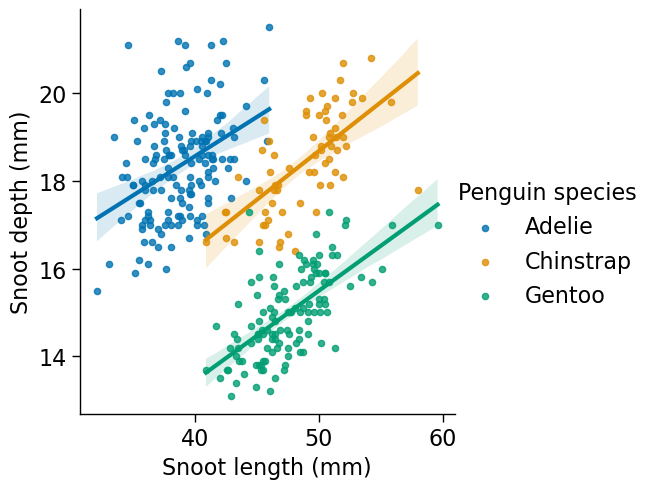 Snoot depth (mm)
20
18
16
14
40 50 60
Snoot length (mm)
Penguin species
Adelie
Chinstrap
Gentoo